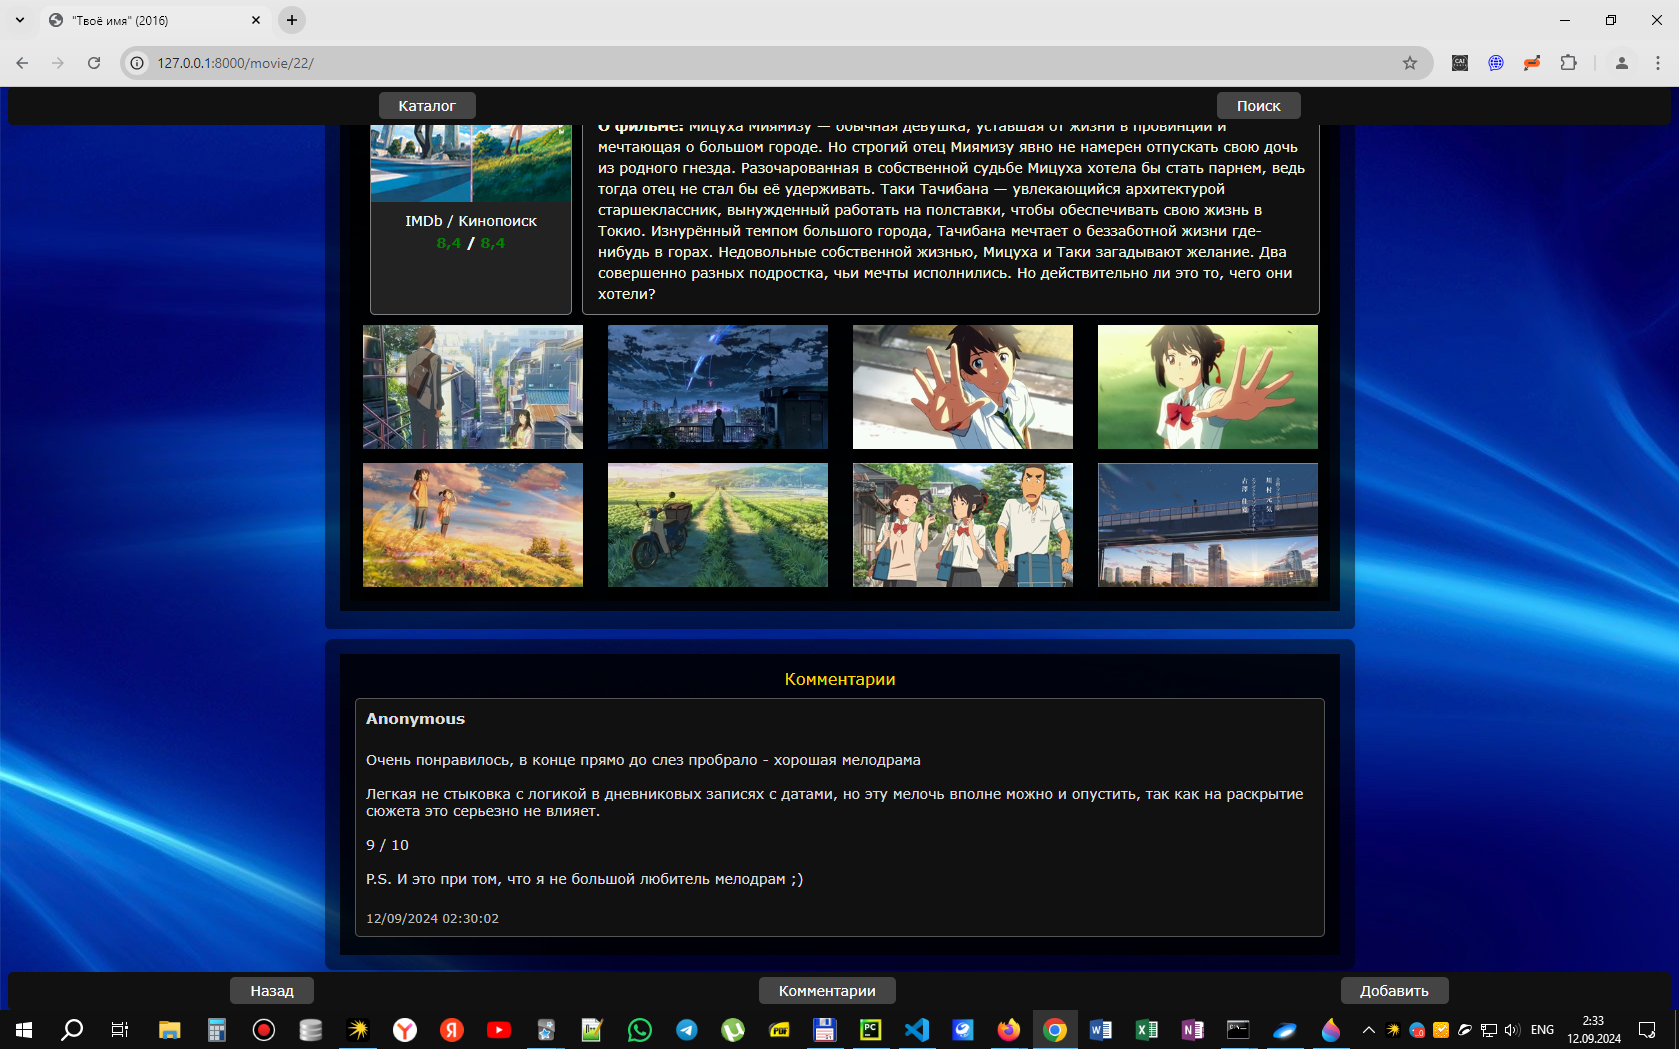 "Твоё имя" (2016)
127.0.0.1:8000/movie/22/
Каталог
Поиск
О фильме: Мицуха Миямизу — обычная девушка, уставшая от жизни в провинции и
мечтающая о большом городе. Но строгий отец Миямизу явно не намерен отпускать свою дочь
из родного гнезда. Разочарованная в собственной судьбе Мицуха хотела бы стать парнем, ведь
тогда отец не стал бы её удерживать. Таки Тачибана — увлекающийся архитектурой
старшеклассник, вынужденный работать на полставки, чтобы обеспечивать свою жизнь в
Токио. Изнурённый темпом большого города, Тачибана мечтает о беззаботной жизни где-
нибудь в горах. Недовольные собственной жизнью, Мицуха и Таки загадывают желание. Два
совершенно разных подростка, чьи мечты исполнились. Но действительно ли это то, чего они
хотели?
IMDb / Кинопоиск
8,4 / 8,4
Комментарии
Anonymous
Очень понравилось, в конце прямо до слез пробрало - хорошая мелодрама
Легкая не стыковка с логикой в дневниковых записях с датами, но эту мелочь вполне можно и опустить, так как на раскрытие
сюжета это серьезно не влияет.
9 / 10
P.S. И это при том, что я не большой любитель мелодрам ;)
12/09/2024 02:30:02
Назад
Комментарии
Добавить
ENG
2:33
12.09.2024